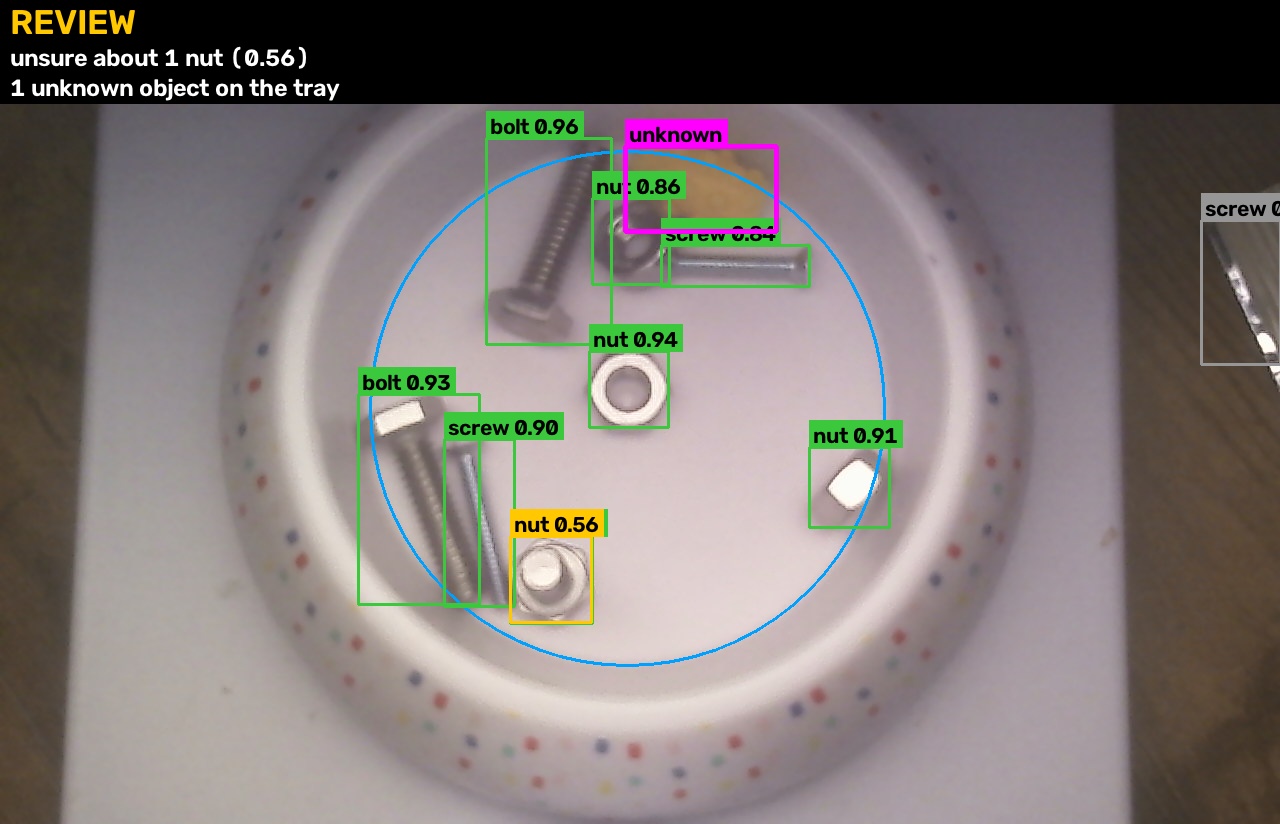 REVIEW
unsure about 1 nut (0.56)
1 unknown object on the tray
bolt 0.96
unknown
nut 0.86
screw 0.84
screw 0
nut 0.94
bolt 0.93
screw 0.90
nut 0.91
nut 0.56